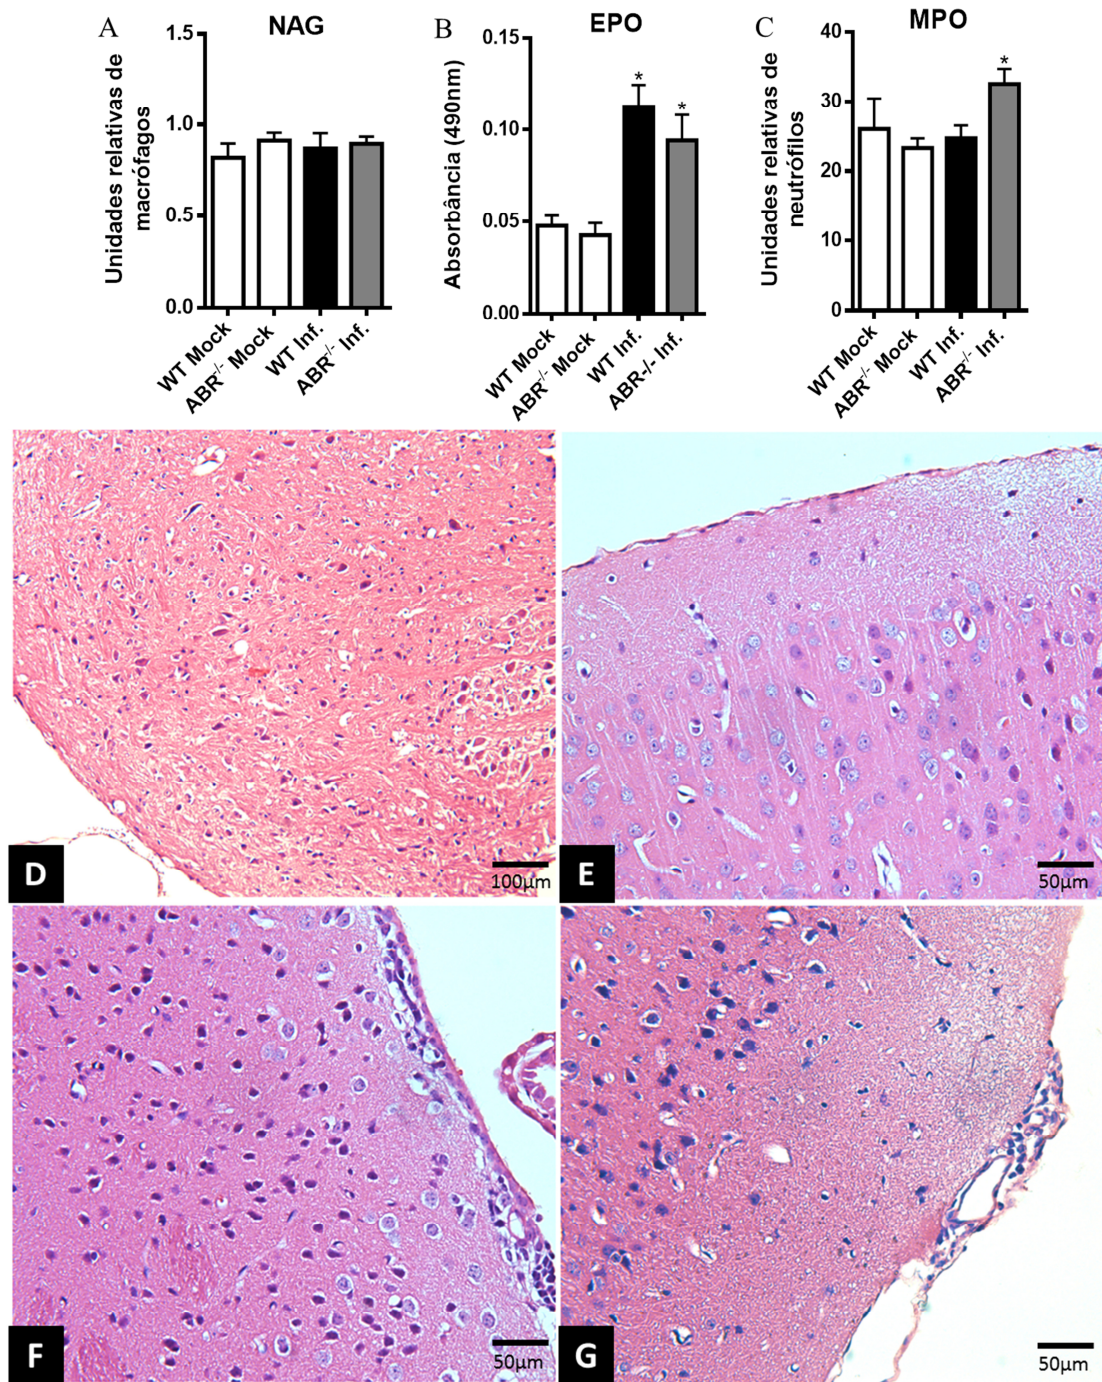 A NAG
1.5
1.0
0.5
0.0
Unidades relativas de
macrófagos
WT Mock
ABR-/- Mock
WT Inf.
ABR-/- Inf.
B EPO
0.15
0.10
0.05
0.00
Absorbância (490nm)
*
*
WT Mock
ABR-/- Mock
WT Inf.
ABR-/- Inf.
C MPO
40
30
20
10
0
Unidades relativas de
neutrófilos
*
WT Mock
ABR-/- Mock
WT Inf.
ABR-/- Inf.
D
100μm
E
50μm
F
50μm
G
50μm